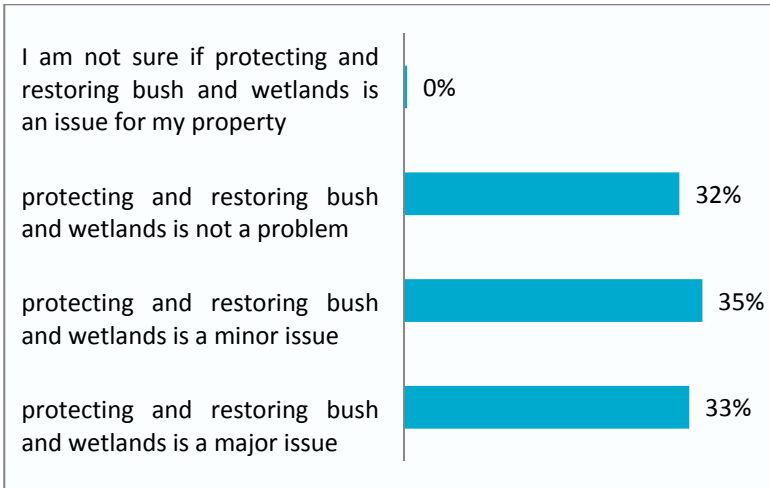 I am not sure if protecting and
restoring bush and wetlands is
an issue for my property
0%
protecting and restoring bush
and wetlands is not a problem
32%
protecting and restoring bush
and wetlands is a minor issue
35%
protecting and restoring bush
and wetlands is a major issue
33%